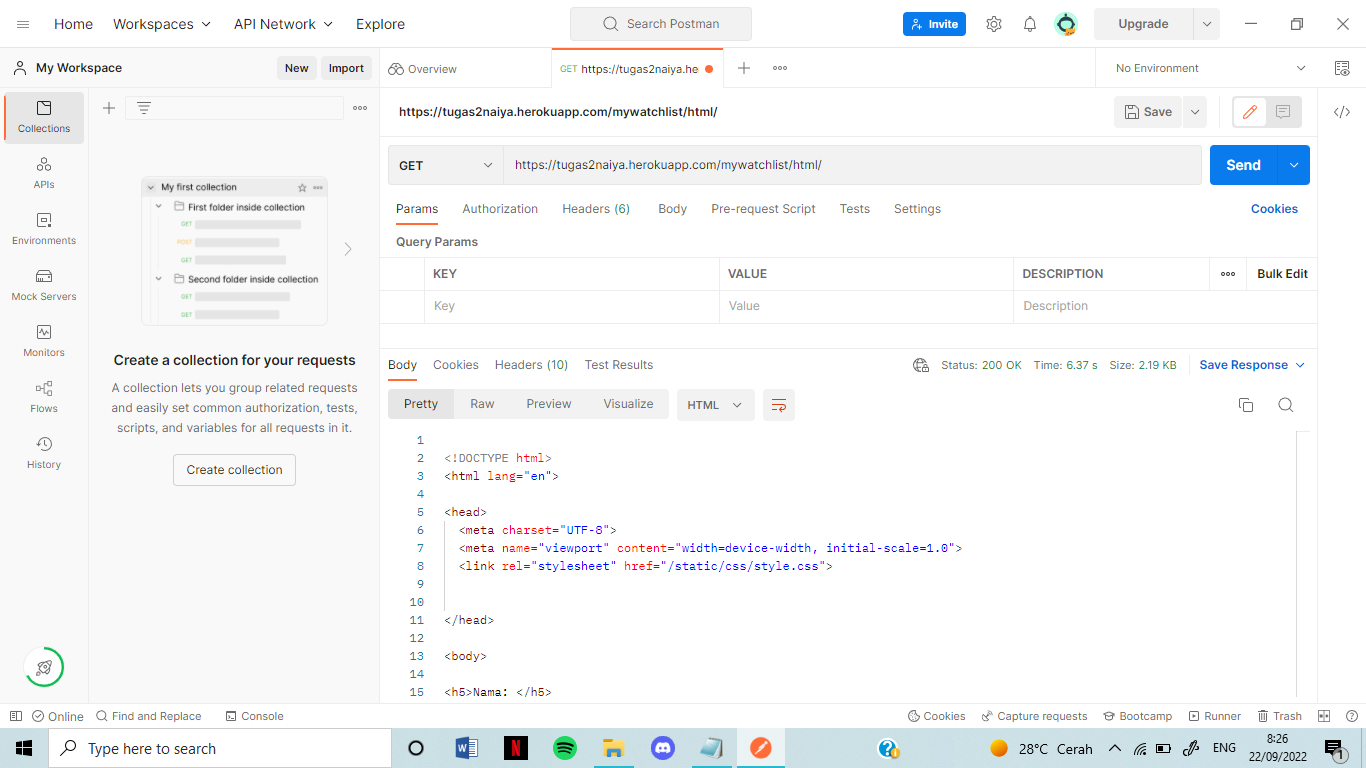 Home Workspaces API Network Explore Search Postman Invite Upgrade
My Workspace New Import Overview GET https://tugas2naiya.he No Environment
Collections
APIs
Environments
Mock Servers
Monitors
Flows
History
My first collection
First folder inside collection
GET
POST
GET
Second folder inside collection
GET
GET
Create a collection for your requests
A collection lets you group related requests
and easily set common authorization, tests,
scripts, and variables for all requests in it.
Create collection
https://tugas2naiya.herokuapp.com/mywatchlist/html/ Save
GET https://tugas2naiya.herokuapp.com/mywatchlist/html/ Send
Params Authorization Headers (6) Body Pre-request Script Tests Settings Cookies
Query Params
KEY VALUE DESCRIPTION Bulk Edit
Key Value Description
Body Cookies Headers (10) Test Results Status: 200 OK Time: 6.37 s Size: 2.19 KB Save Response
Pretty Raw Preview Visualize HTML
1
2 <!DOCTYPE html>
3 <html lang="en">
4
5 <head>
6 <meta charset="UTF-8">
7 <meta name="viewport" content="width=device-width, initial-scale=1.0">
8 <link rel="stylesheet" href="/static/css/style.css">
9
10
11 </head>
12
13 <body>
14
15 <h5>Nama: </h5>
Online Find and Replace Console Cookies Capture requests Bootcamp Runner Trash
Type here to search 28°C Cerah ENG 8:26
22/09/2022 1